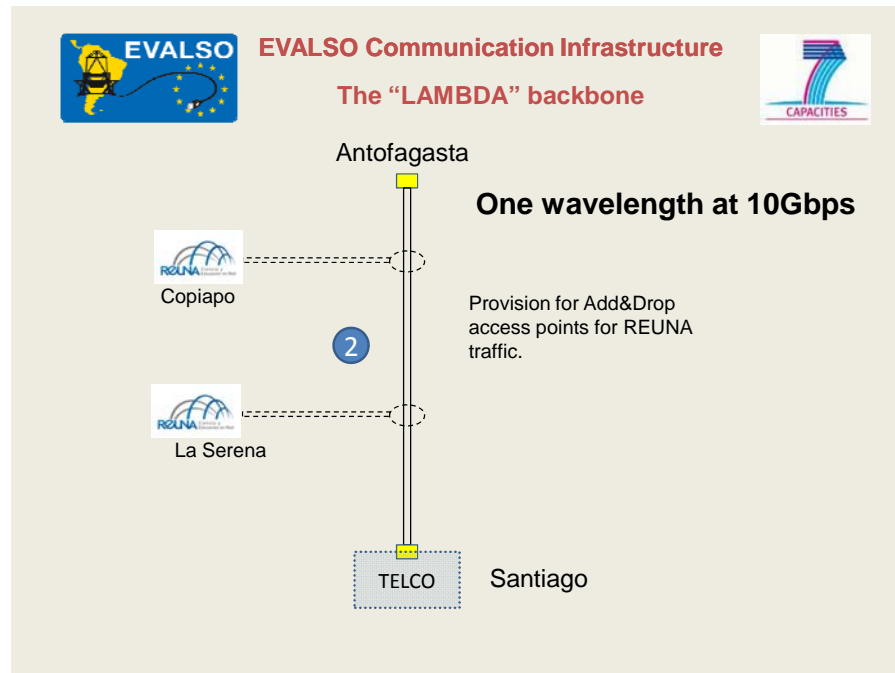 EVALSO
EVALSO Communication Infrastructure
The “LAMBDA” backbone
7
CAPACITIES
Antofagasta
One wavelength at 10Gbps
REUNA
Copiapo
Provision for Add&Drop
access points for REUNA
traffic.
2
REUNA
La Serena
TELCO
Santiago